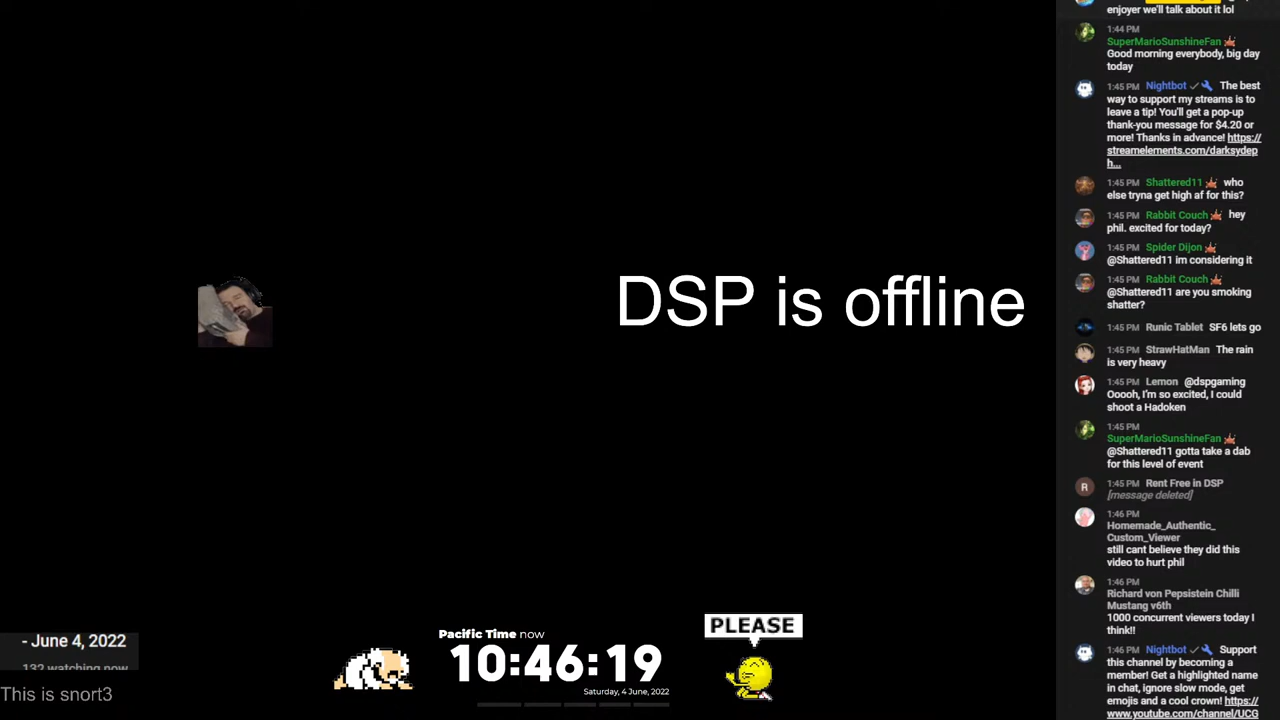 enjoyer we'll talk about it lol
1:44 PM
SuperMarioSunshineFan
Good morning everybody, big day
today
1:45 PM Nightbot The best
way to support my streams is to
leave a tip! You'll get a pop-up
thank-you message for $4.20 or
more! Thanks in advance! https://
streamelements.com/darksydep
h...
1:45 PM Shattered11 who
else tryna get high af for this?
1:45 PM Rabbit Couch hey
phil. excited for today?
1:45 PM Spider Dijon
@Shattered11 im considering it
1:45 PM Rabbit Couch
@Shattered11 are you smoking
shatter?
1:45 PM Runic Tablet SF6 lets go
1:45 PM StrawHatMan The rain
is very heavy
1:45 PM Lemon @dspgaming
Ooooh, I'm so excited, I could
shoot a Hadoken
1:45 PM
SuperMarioSunshineFan
@Shattered11 gotta take a dab
for this level of event
R
1:45 PM Rent Free in DSP
[message deleted]
1:46 PM
Homemade_Authentic_
Custom_Viewer
still cant believe they did this
video to hurt phil
1:46 PM
Richard von Pepsistein Chilli
Mustang v6th
1000 concurrent viewers today I
think!!
1:46 PM Nightbot Support
this channel by becoming a
member! Get a highlighted name
in chat, ignore slow mode, get
emojis and a cool crown! https://
www.youtube.com/channel/UCG
DSP is offline
- June 4, 2022
132 watching now
This is snort3
Pacific Time now
10:46:19
Saturday, 4 June, 2022
PLEASE